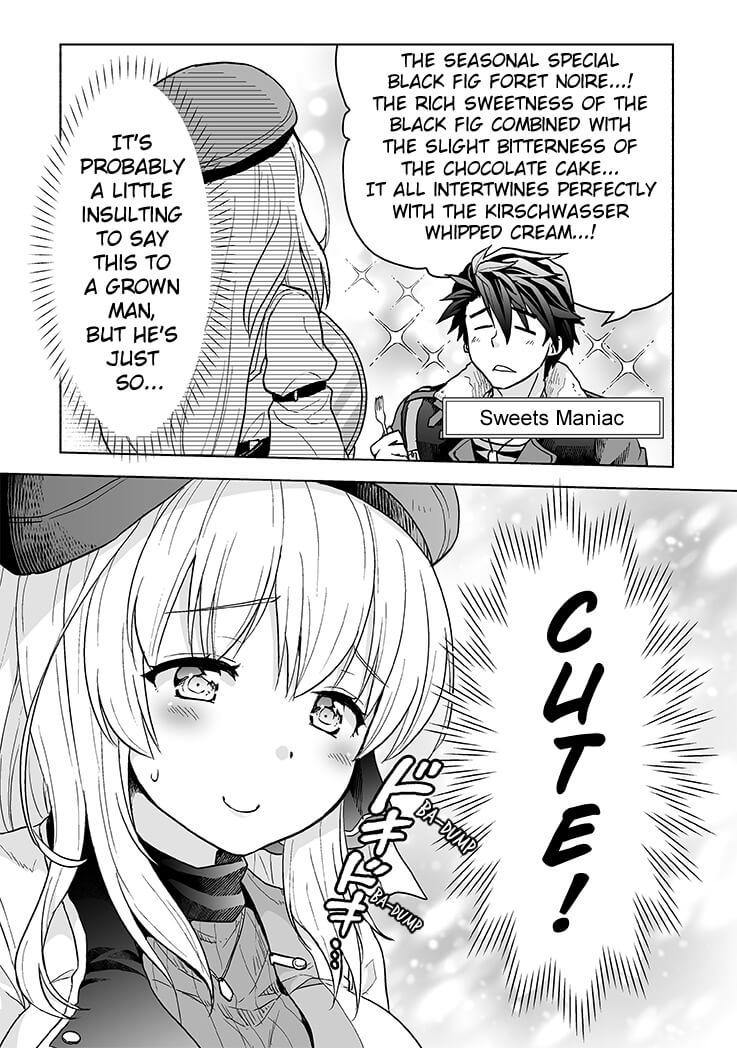 THE SEASONAL SPECIAL
BLACK FIG FORET NOIRE...!
THE RICH SWEETNESS OF THE
BLACK FIG COMBINED WITH
THE SLIGHT BITTERNESS OF
THE CHOCOLATE CAKE...
IT ALL INTERTWINES PERFECTLY
WITH THE KIRSCHWASSER
WHIPPED CREAM...!
Sweets Maniac
IT'S
PROBABLY
A LITTLE
INSULTING
TO SAY
THIS TO
A GROWN
MAN,
BUT HE'S
JUST
SO...
CUTE!
ドキ
BA-DUMP
ドキ...
BA-DUMP